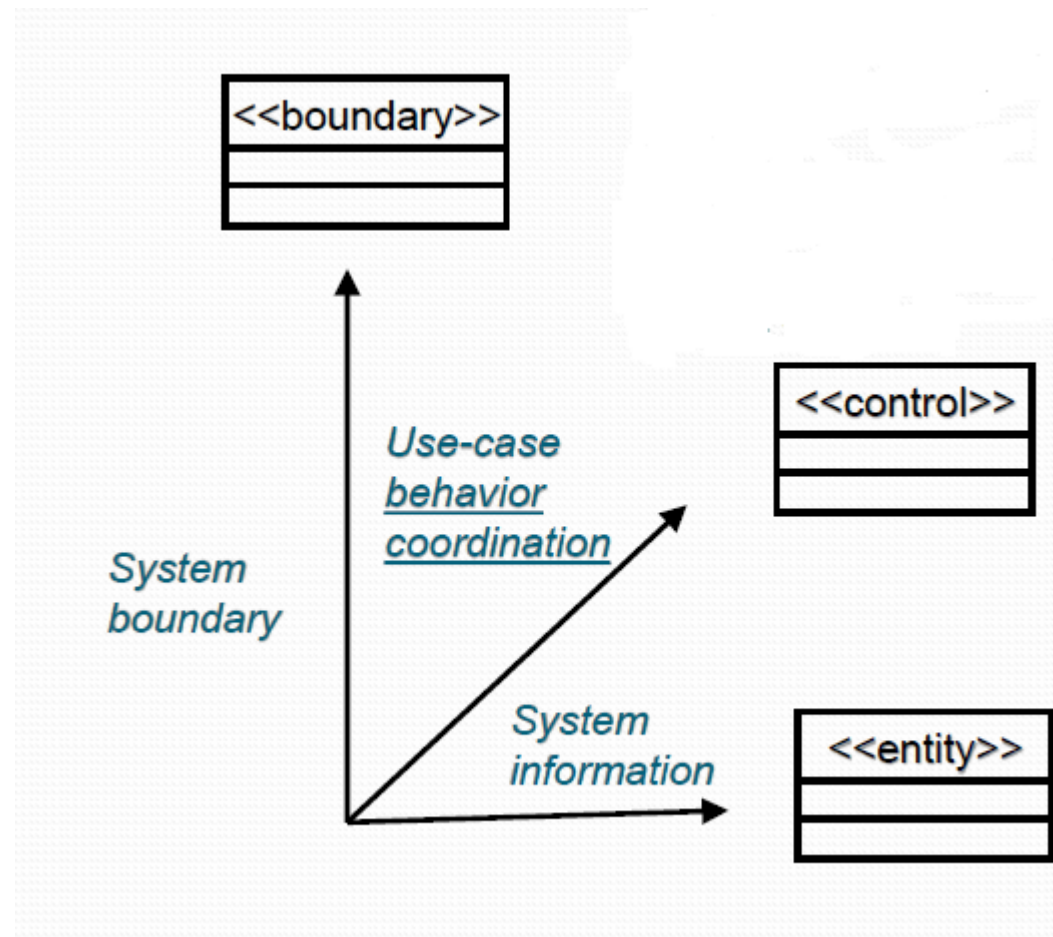 <<boundary>>
<<control>>
Use-case
behavior
coordination
System
boundary
System
information
<<entity>>